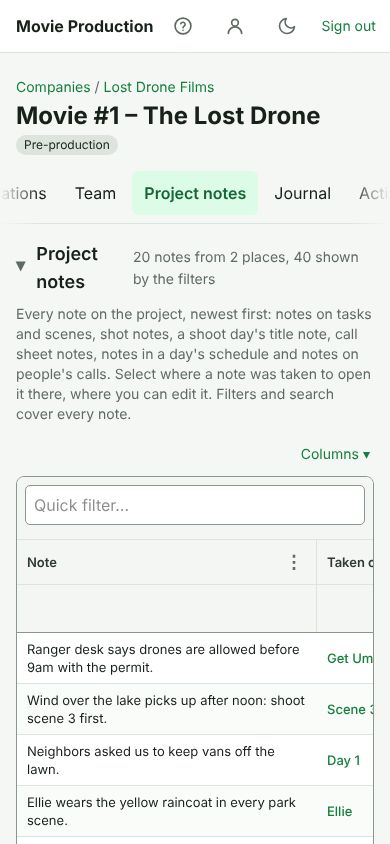 Movie Production
Sign out
Companies / Lost Drone Films
Movie #1 – The Lost Drone
Pre-production
Team
Project notes
Journal
▼ Project notes
20 notes from 2 places, 40 shown
by the filters
Every note on the project, newest first: notes on tasks
and scenes, shot notes, a shoot day's title note, call
sheet notes, notes in a day's schedule and notes on
people's calls. Select where a note was taken to open
it there, where you can edit it. Filters and search
cover every note.
Columns ▾
Quick filter...
Note
Taken
Ranger desk says drones are allowed before
9am with the permit.
Get
Wind over the lake picks up after noon: shoot
scene 3 first.
Scene
Neighbors asked us to keep vans off the
lawn.
Day 1
Ellie wears the yellow raincoat in every park
scene.
Ellie